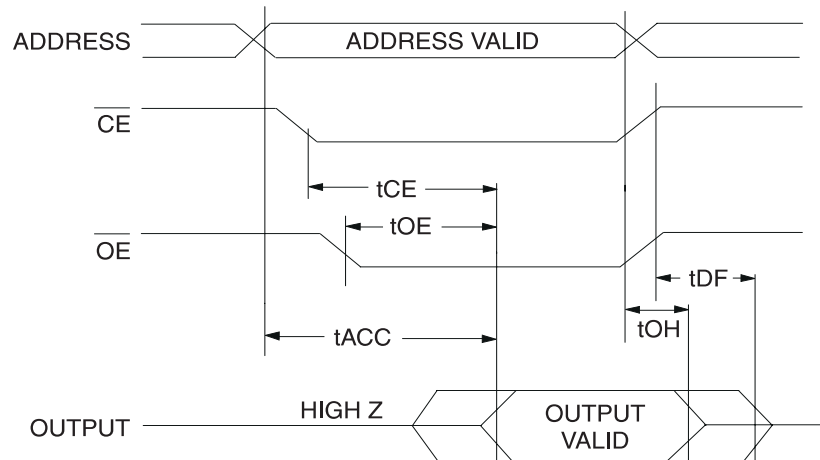 ADDRESS
ADDRESS VALID
CE
tCE
tOE
OE
tDF
tOH
tACC
HIGH Z
OUTPUT
OUTPUT
VALID